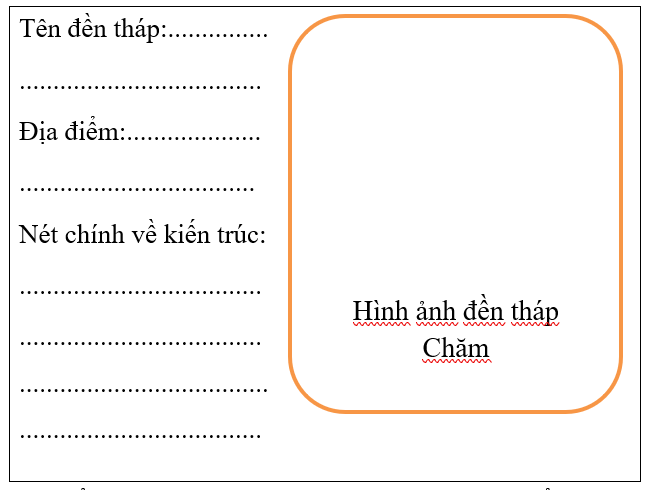 Tên đền tháp:...............
....................................
Địa điểm:....................
...................................
Nét chính về kiến trúc:
....................................
....................................
.....................................
....................................
Hình ảnh đền tháp
Chăm